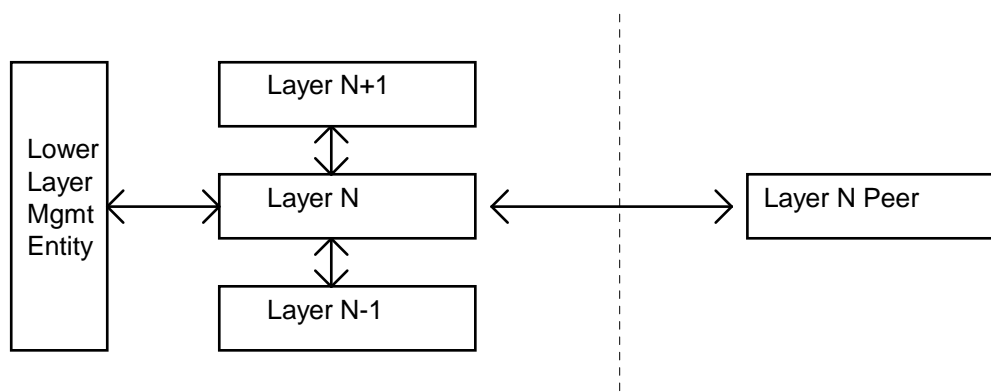 Layer N+1
Lower
Layer
Mgmt
Entity
Layer N
Layer N Peer
Layer N-1